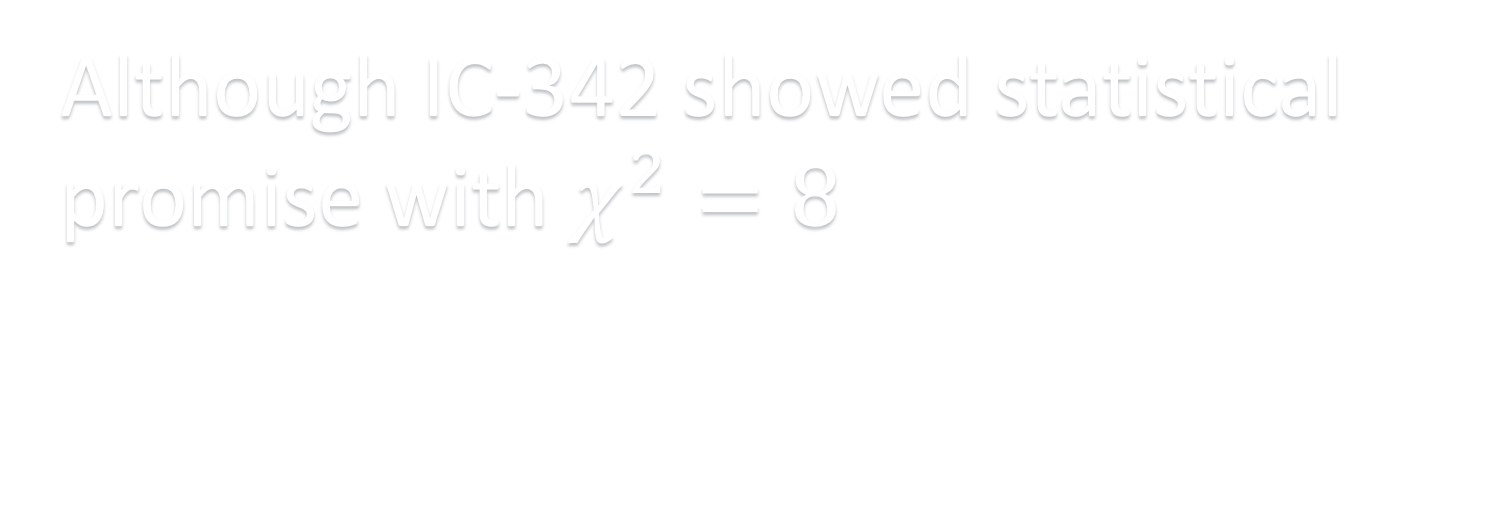 Although IC-342 showed statistical
promise with χ² = 8